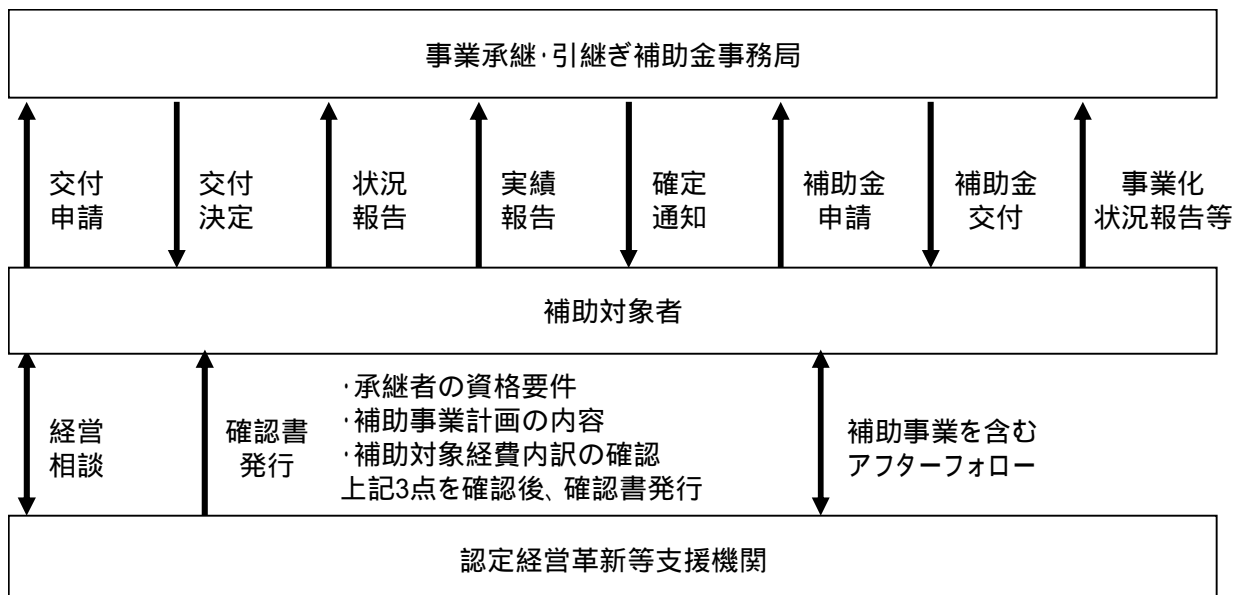 事業承継･引継ぎ補助金事務局
交付
申請
交付
決定
状況
報告
実績
報告
確定
通知
補助金
申請
補助金
交付
事業化
状況報告等
補助対象者
経営
相談
確認書
発行
･承継者の資格要件
･補助事業計画の内容
･補助対象経費内訳の確認
上記3点を確認後、確認書発行
補助事業を含む
アフターフォロー
認定経営革新等支援機関